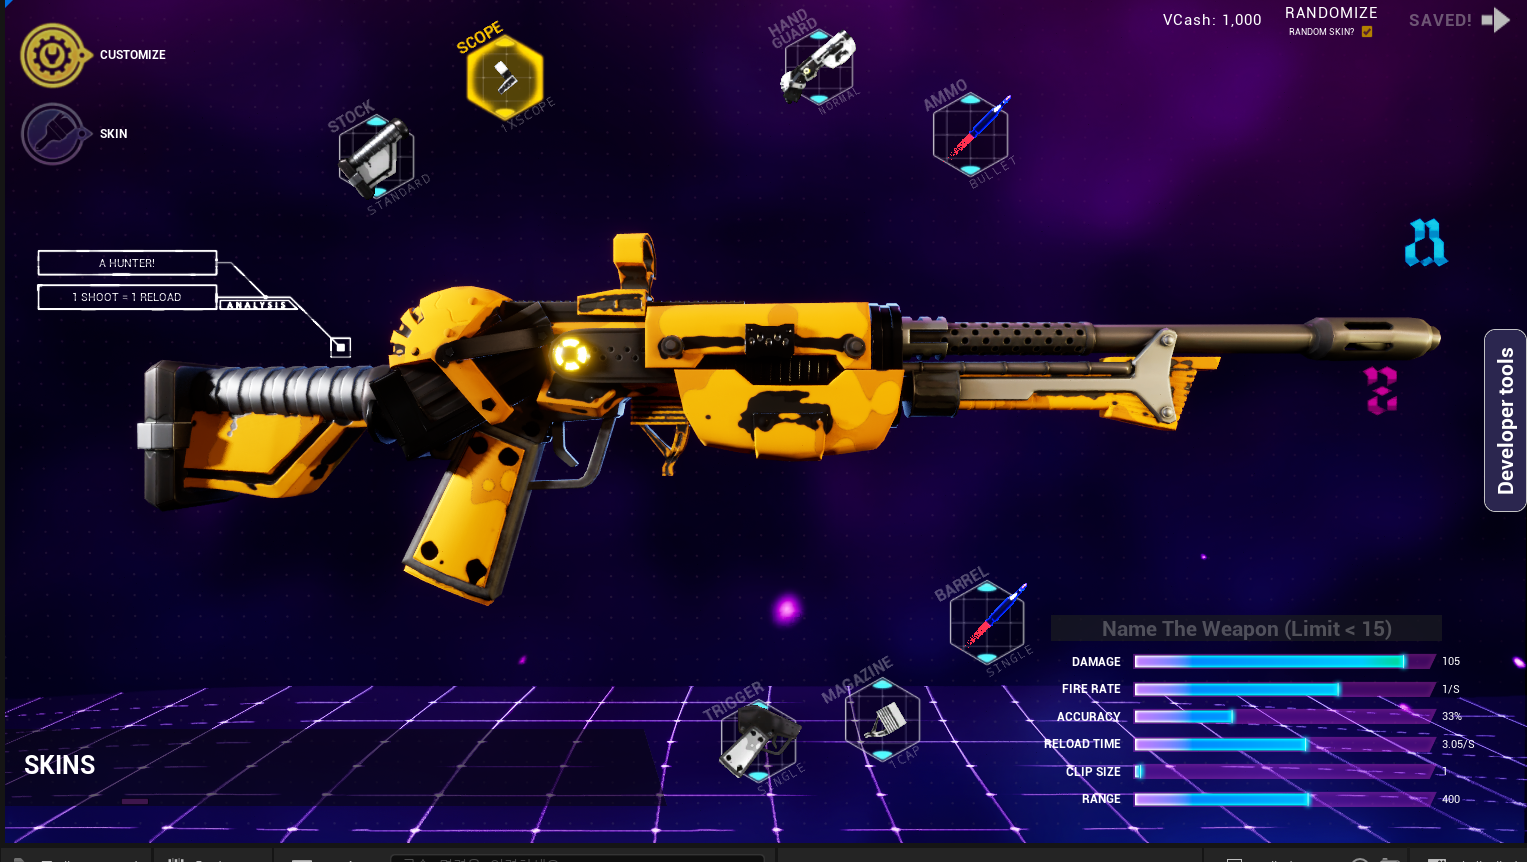 VCash: 1,000
RANDOMIZE
RANDOM SKIN?
SAVED!
CUSTOMIZE
SKIN
SCOPE
1XSCOPE
STOCK
STANDARD
HAND
GUARD
NORMAL
AMMO
BULLET
A HUNTER!
1 SHOOT = 1 RELOAD
ANALYSIS
Developer tools
BARREL
SINGLE
MAGAZINE
1CAP
TRIGGER
SINGLE
Name The Weapon (Limit < 15)
DAMAGE 105
FIRE RATE 1/S
ACCURACY 33%
RELOAD TIME 3.05/S
CLIP SIZE 1
RANGE 400
SKINS